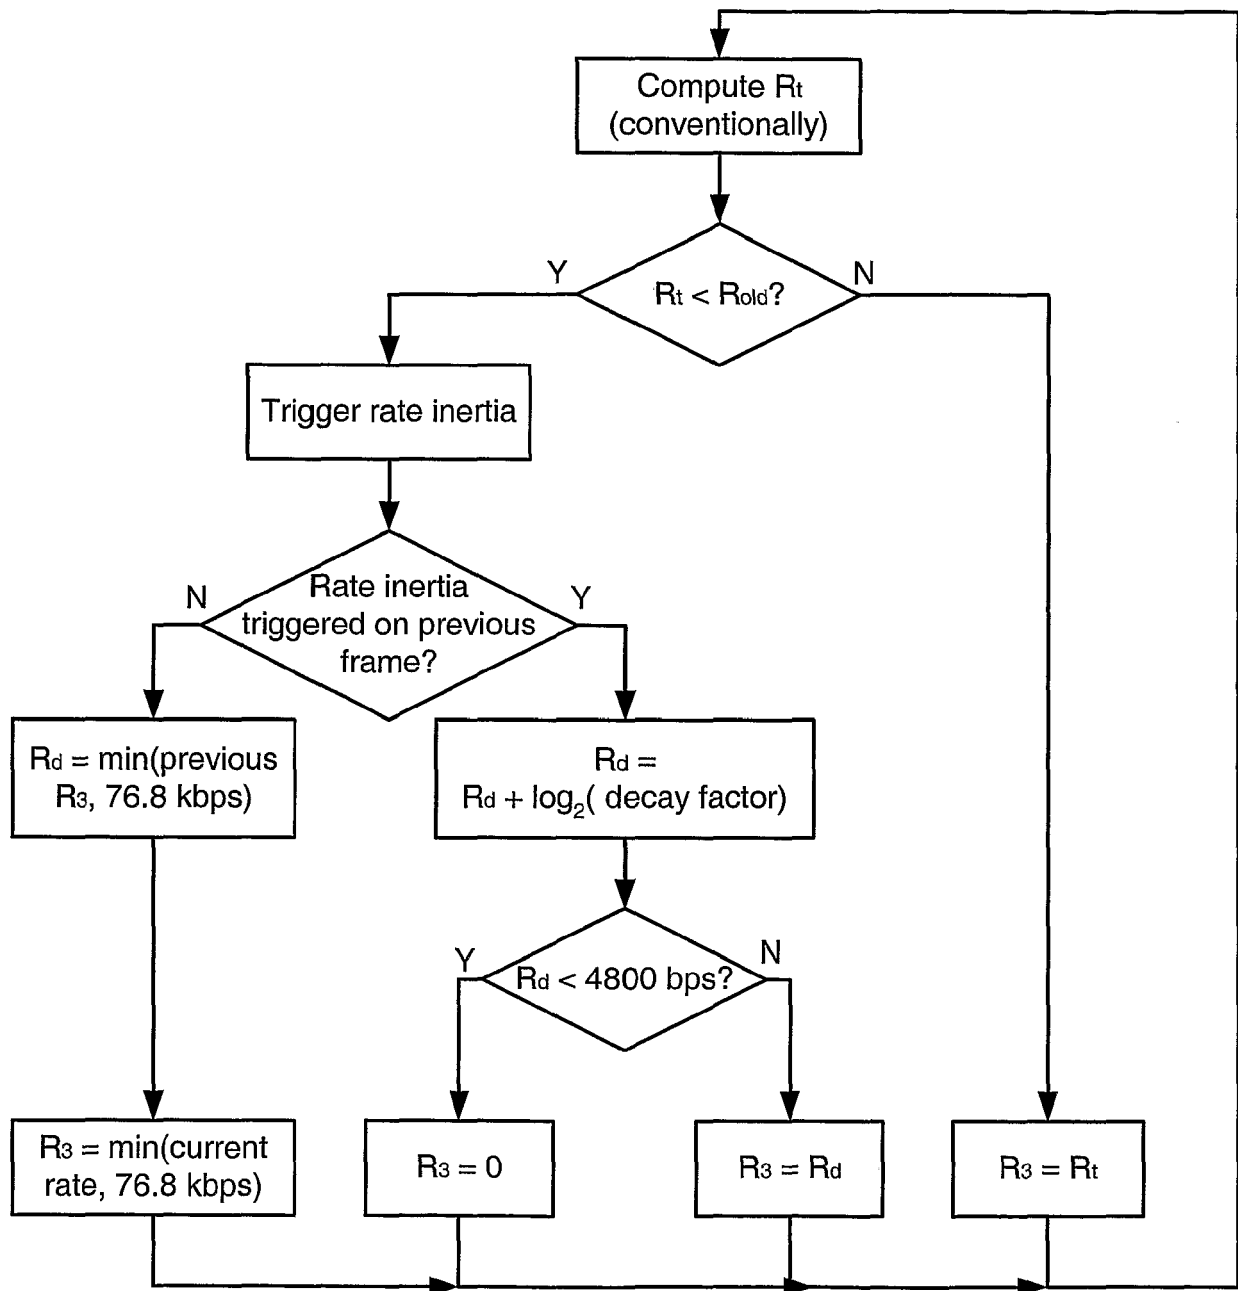 Compute Rt
(conventionally)
Y
N
Rt < Rold?
Trigger rate inertia
N
Rate inertia
Y
triggered on previous
frame?
Rd = min(previous
R3, 76.8 kbps)
Rd =
Rd + log2( decay factor)
Y
N
Rd < 4800 bps?
R3 = min(current
rate, 76.8 kbps)
R3 = 0
R3 = Rd
R3 = Rt